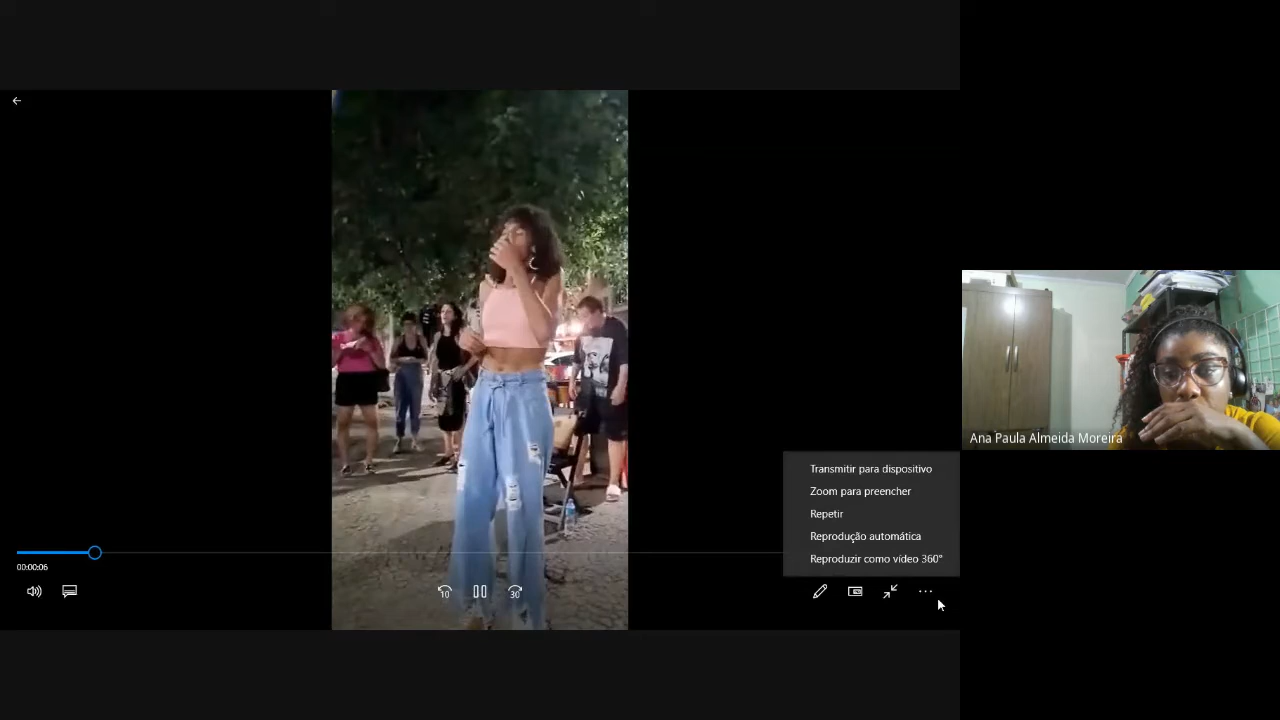 Ana Paula Almeida Moreira
Transmitir para dispositivo
Zoom para preencher
Repetir
Reprodução automática
Reproduzir como vídeo 360°
00:00:06
10
30